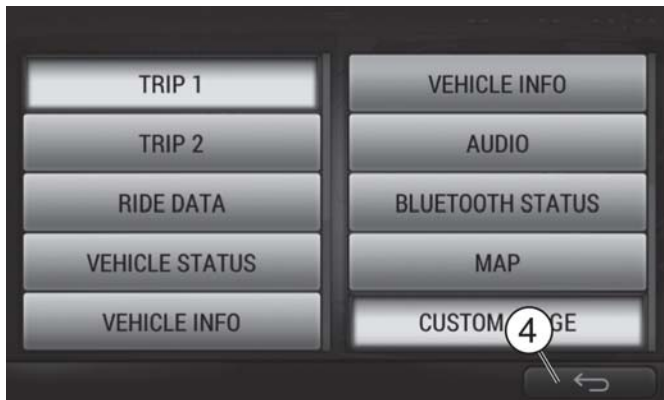 TRIP 1
TRIP 2
RIDE DATA
VEHICLE STATUS
VEHICLE INFO
VEHICLE INFO
AUDIO
BLUETOOTH STATUS
MAP
CUSTOM GE
4